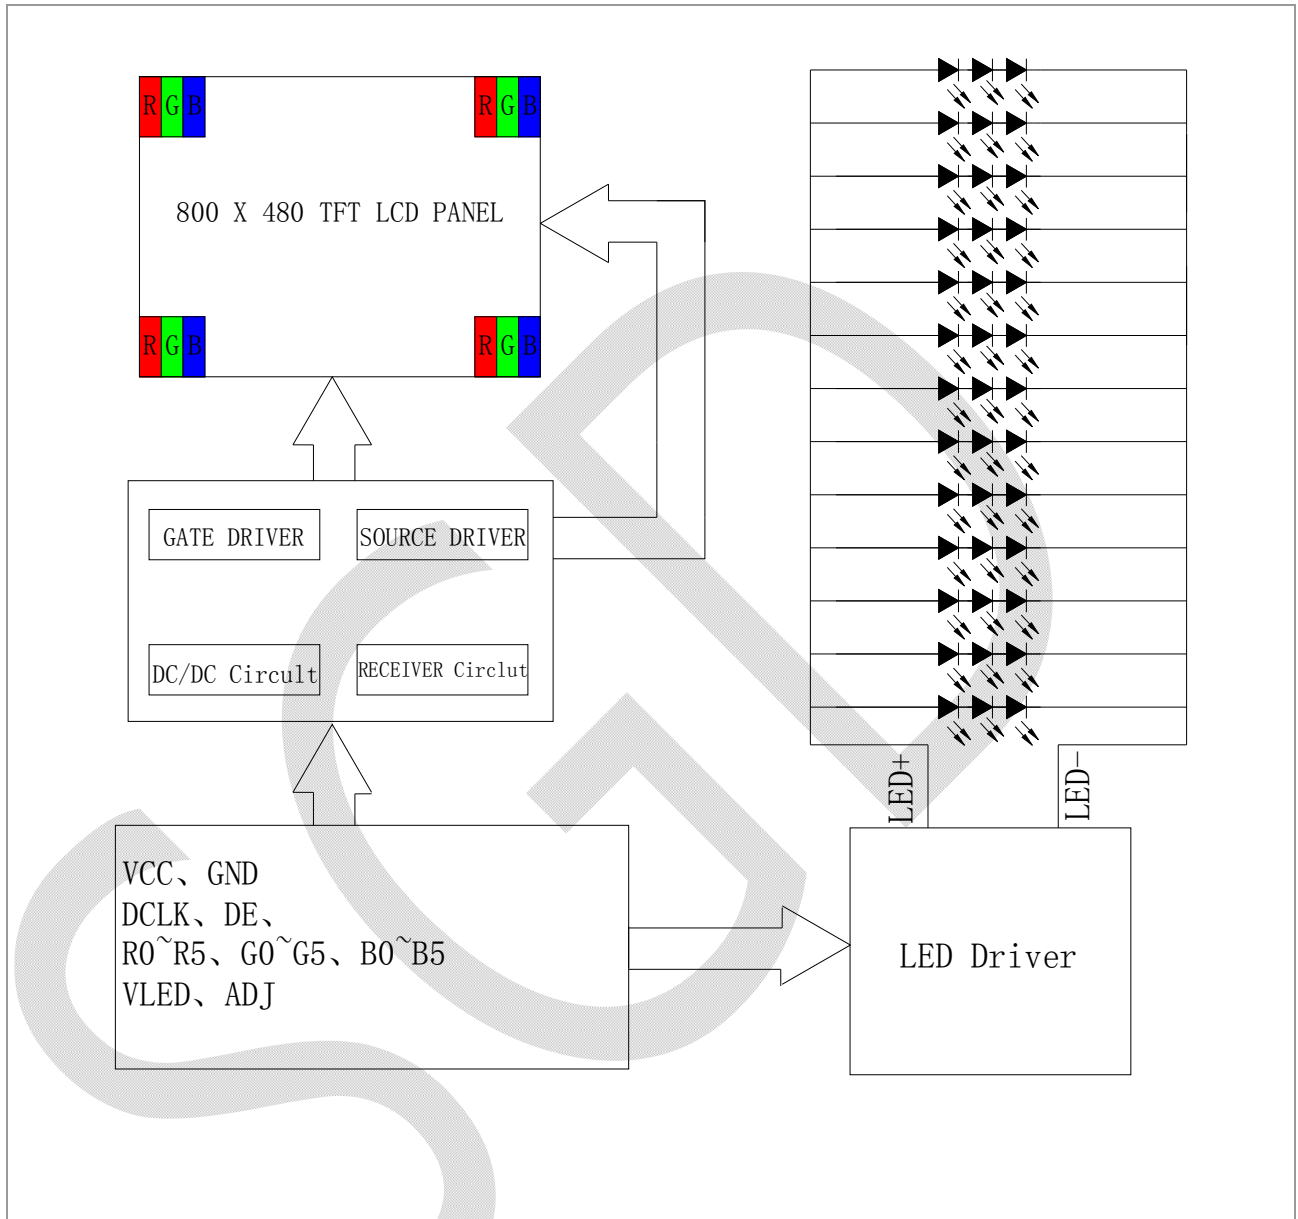 R G B R G B
800 X 480 TFT LCD PANEL
R G B R G B
GATE DRIVER
SOURCE DRIVER
DC/DC Circult
RECEIVER Circlut
LED+
LED-
VCC、GND
DCLK、DE、
R0~R5、G0~G5、B0~B5
VLED、ADJ
LED Driver
SGD